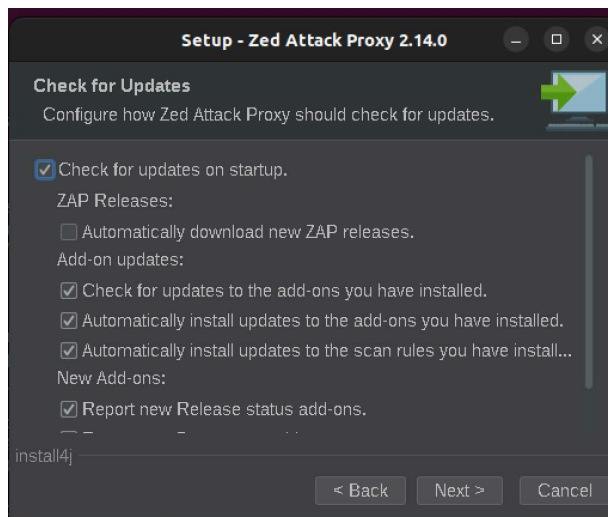 Setup - Zed Attack Proxy 2.14.0
Check for Updates
Configure how Zed Attack Proxy should check for updates.
Check for updates on startup.
ZAP Releases:
Automatically download new ZAP releases.
Add-on updates:
Check for updates to the add-ons you have installed.
Automatically install updates to the add-ons you have installed.
Automatically install updates to the scan rules you have install...
New Add-ons:
Report new Release status add-ons.
install4j
< Back
Next >
Cancel